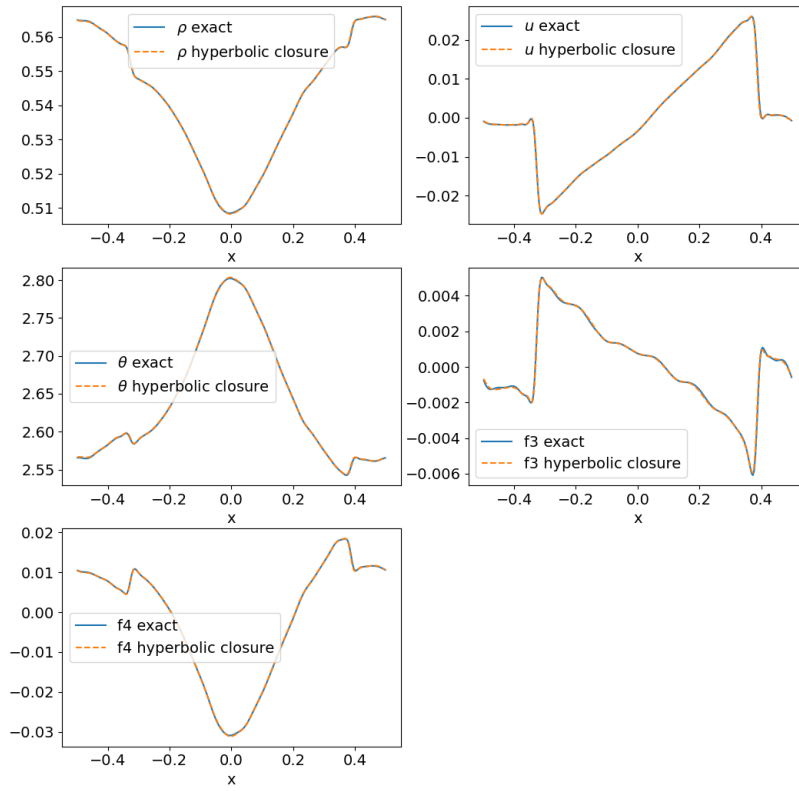 0.56
0.55
0.54
0.53
0.52
0.51
ρ exact
ρ hyperbolic closure
−0.4 −0.2 0.0 0.2 0.4
x
0.02
0.01
0.00
−0.01
−0.02
u exact
u hyperbolic closure
−0.4 −0.2 0.0 0.2 0.4
x
2.80
2.75
2.70
2.65
2.60
2.55
θ exact
θ hyperbolic closure
−0.4 −0.2 0.0 0.2 0.4
x
0.004
0.002
0.000
−0.002
−0.004
−0.006
f3 exact
f3 hyperbolic closure
−0.4 −0.2 0.0 0.2 0.4
x
0.02
0.01
0.00
−0.01
−0.02
−0.03
f4 exact
f4 hyperbolic closure
−0.4 −0.2 0.0 0.2 0.4
x